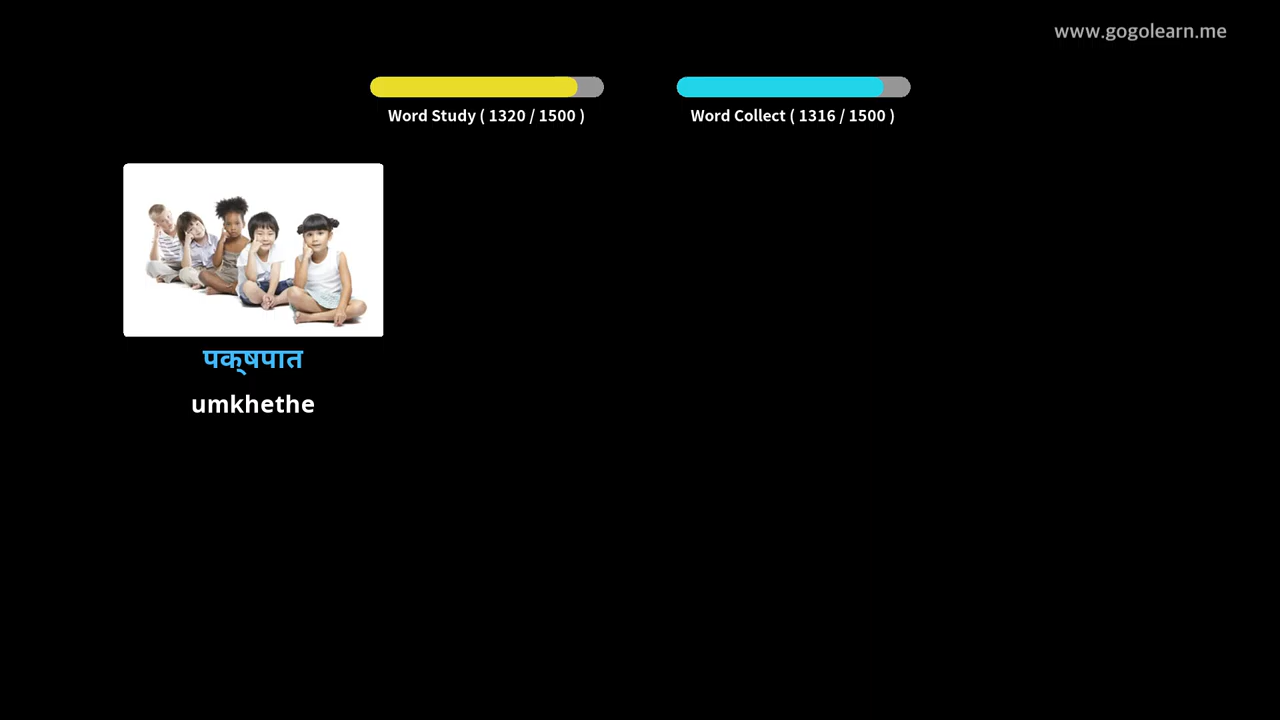 www.gogolearn.me
Word Study ( 1320 / 1500 )
Word Collect ( 1316 / 1500 )
पक्षपात
umkhethe